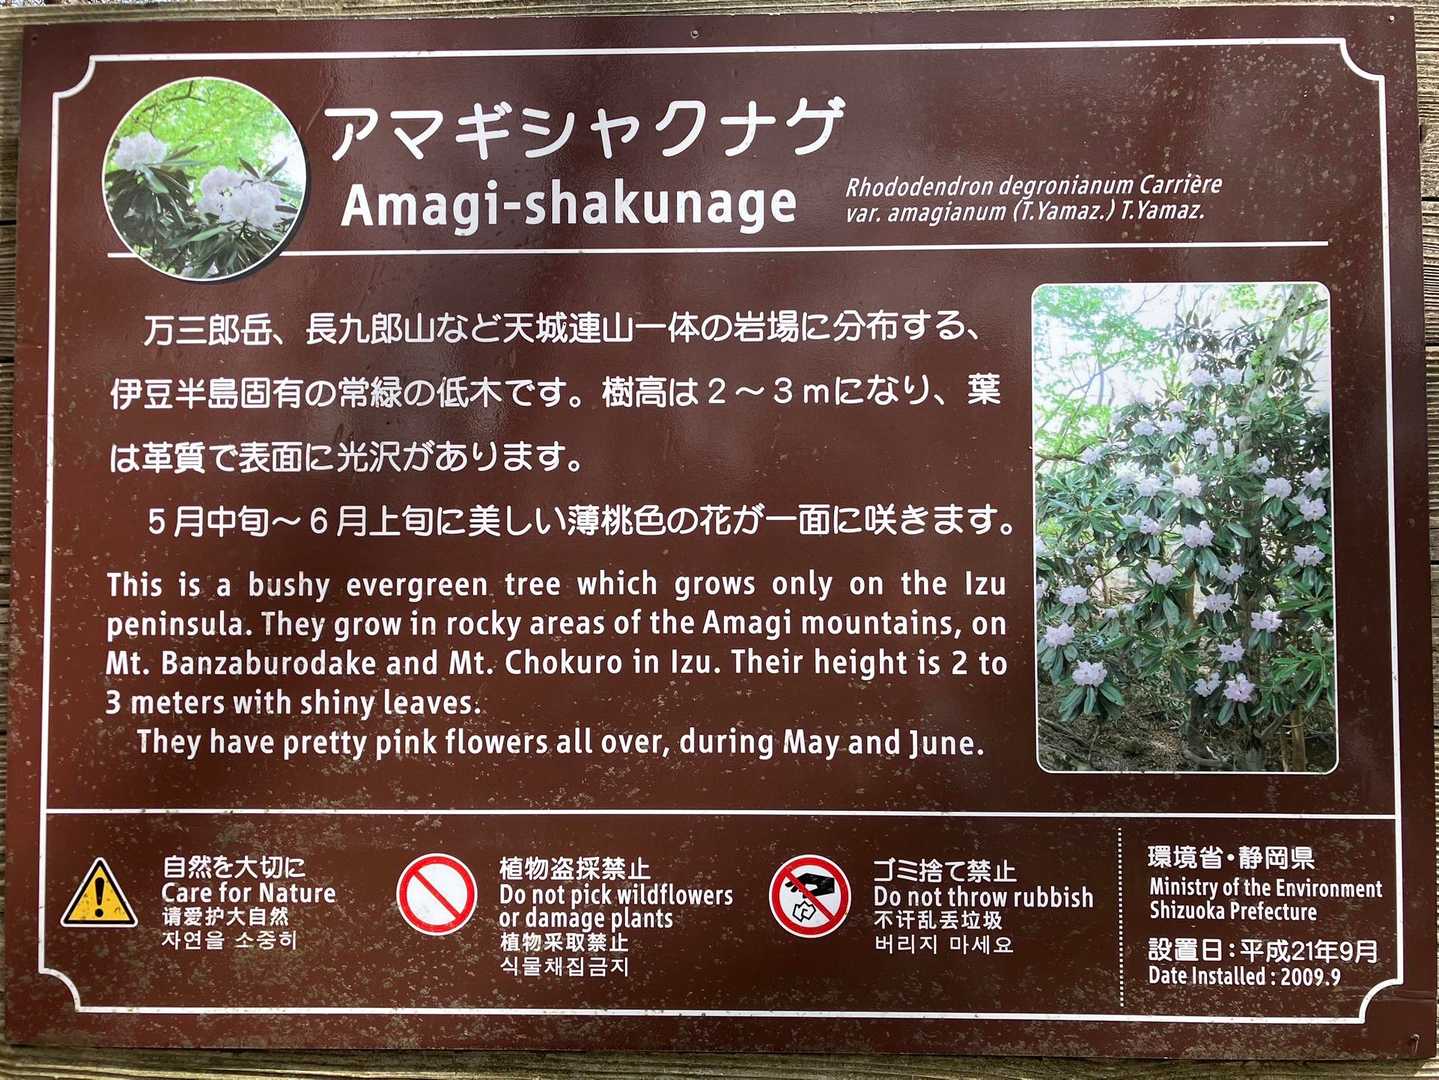 アマギシャクナゲ
Amagi-shakunage
Rhododendron degronianum Carrière
var. amagianum (T.Yamaz.) T.Yamaz.
万三郎岳、長九郎山など天城連山一体の岩場に分布する、
伊豆半島固有の常緑の低木です。樹高は２～３ｍになり、葉
は革質で表面に光沢があります。
５月中旬～６月上旬に美しい薄桃色の花が一面に咲きます。
This is a bushy evergreen tree which grows only on the Izu
peninsula. They grow in rocky areas of the Amagi mountains, on
Mt. Banzaburodake and Mt. Chokuro in Izu. Their height is 2 to
3 meters with shiny leaves.
They have pretty pink flowers all over, during May and June.
自然を大切に
Care for Nature
请爱护大自然
자연을 소중히
植物盗採禁止
Do not pick wildflowers
or damage plants
植物采取禁止
식물채집금지
ゴミ捨て禁止
Do not throw rubbish
不许乱丢垃圾
버리지 마세요
環境省・静岡県
Ministry of the Environment
Shizuoka Prefecture
設置日：平成21年9月
Date Installed : 2009.9